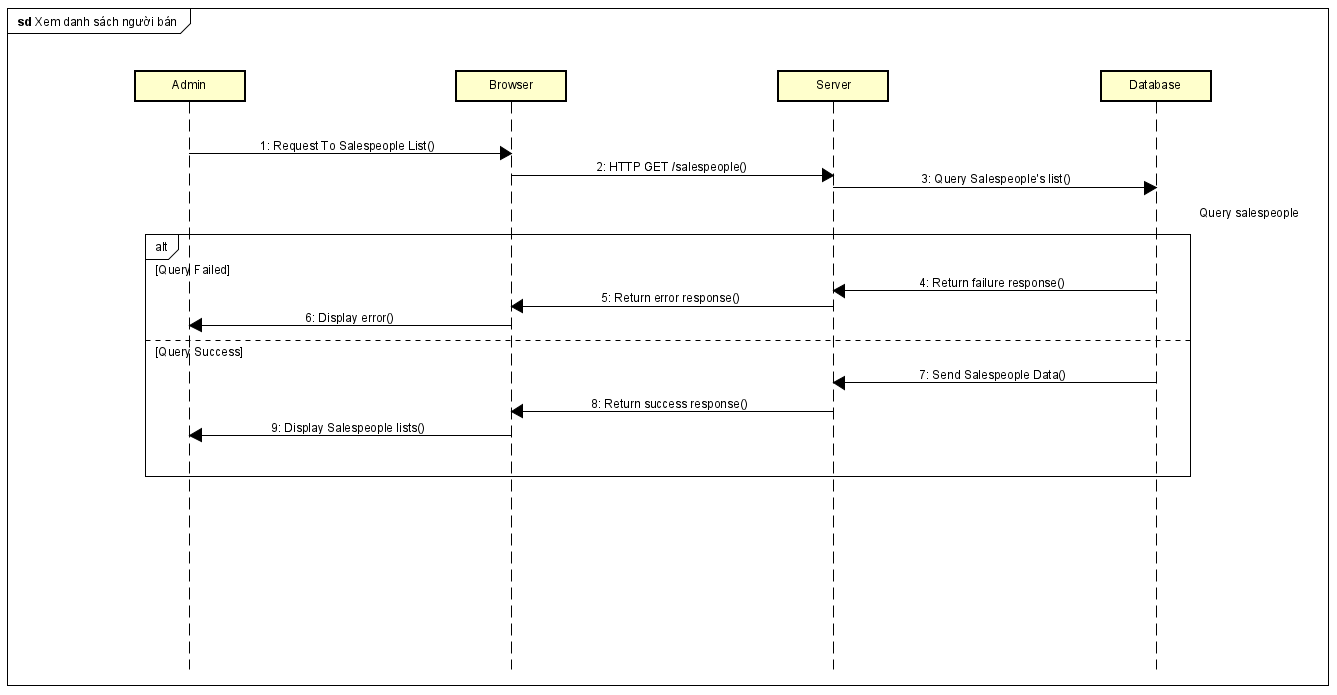 sd Xem danh sách người bán
Admin
Browser
Server
Database
1: Request To Salespeople List()
2: HTTP GET /salespeople()
3: Query Salespeople's list()
Query salespeople
alt
[Query Failed]
4: Return failure response()
5: Return error response()
6: Display error()
[Query Success]
7: Send Salespeople Data()
8: Return success response()
9: Display Salespeople lists()